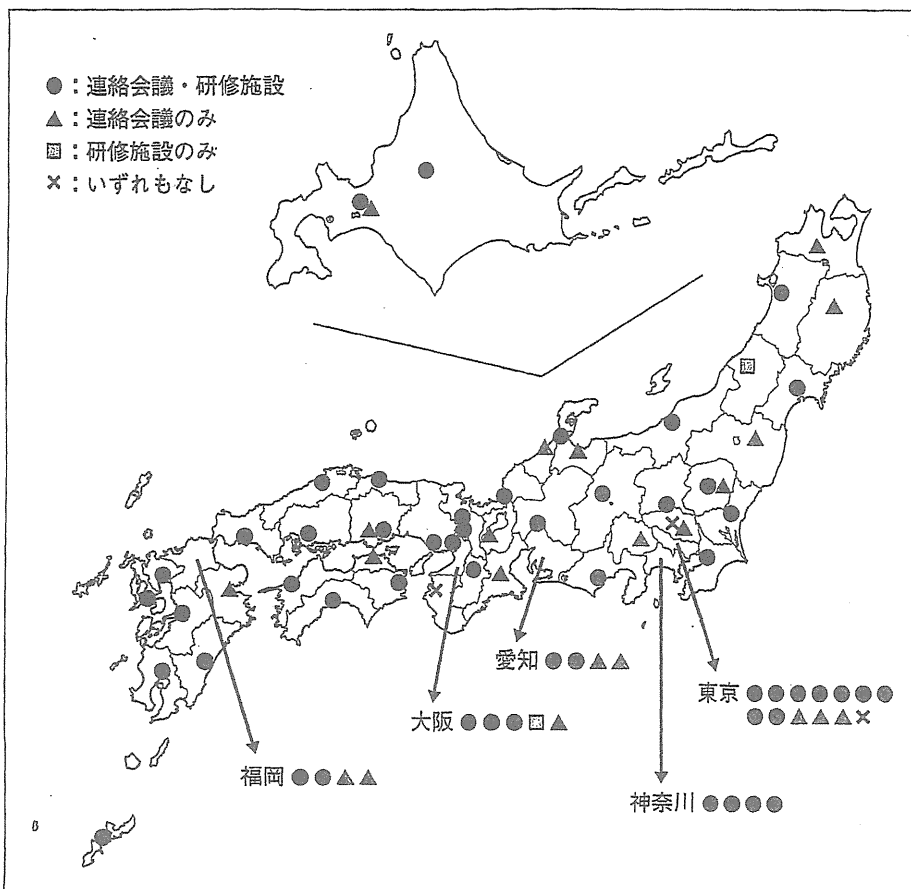 ●：連絡会議・研修施設
▲：連絡会議のみ
▣：研修施設のみ
×：いずれもなし
愛知 ●●▲▲
東京 ●●●●●●●
●●▲▲▲×
大阪 ●●●▣▲
福岡 ●●▲▲
神奈川 ●●●●